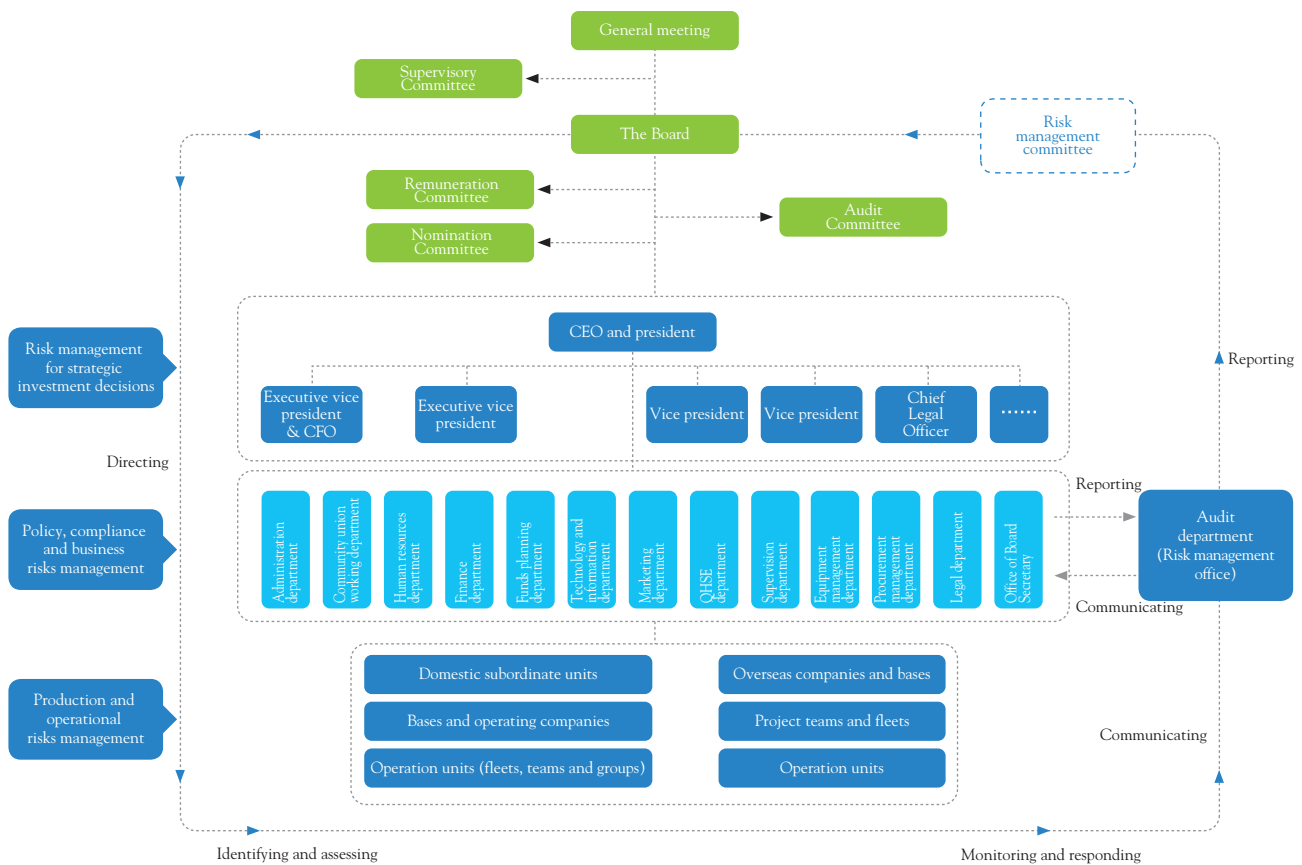 General meeting
Supervisory
Committee
The Board
Risk
management
committee
Remuneration
Committee
Audit
Committee
Nomination
Committee
CEO and president
Risk management
for strategic
investment decisions
Reporting
Executive vice
president
& CFO
Executive vice
president
Vice president
Vice president
Chief
Legal
Officer
......
Directing
Policy, compliance
and business
risks management
Administration
department
Community union
working department
Human resources
department
Finance
department
Funds planning
department
Technology and
information
department
Marketing
department
QHSE
department
Supervision
department
Equipment
management
department
Procurement
management
department
Legal department
Office of Board
Secretary
Reporting
Audit
department
(Risk management
office)
Communicating
Production and
operational
risks management
Domestic subordinate units
Overseas companies and bases
Bases and operating companies
Project teams and fleets
Operation units (fleets, teams and groups)
Operation units
Communicating
Identifying and assessing
Monitoring and responding